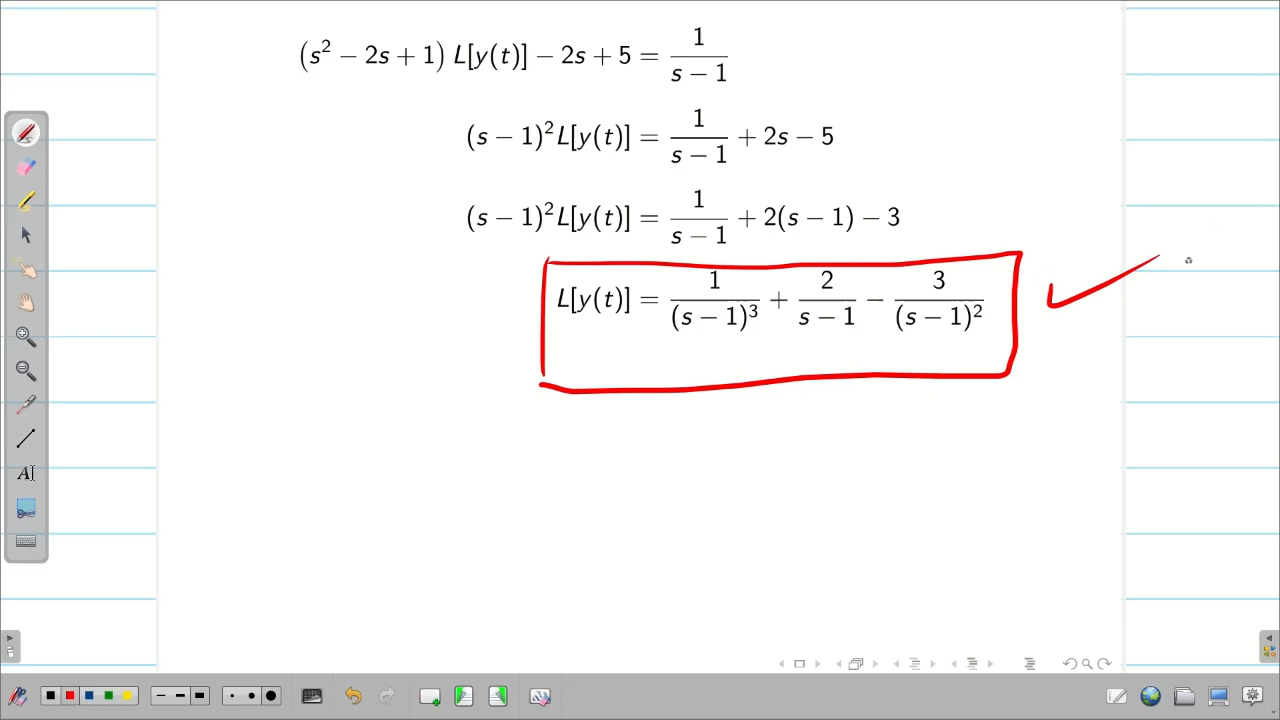 (s² − 2s + 1) L[y(t)] − 2s + 5 = 1/(s − 1)
(s − 1)² L[y(t)] = 1/(s − 1) + 2s − 5
(s − 1)² L[y(t)] = 1/(s − 1) + 2(s − 1) − 3
L[y(t)] = 1/(s − 1)³ + 2/(s − 1) − 3/(s − 1)²
A